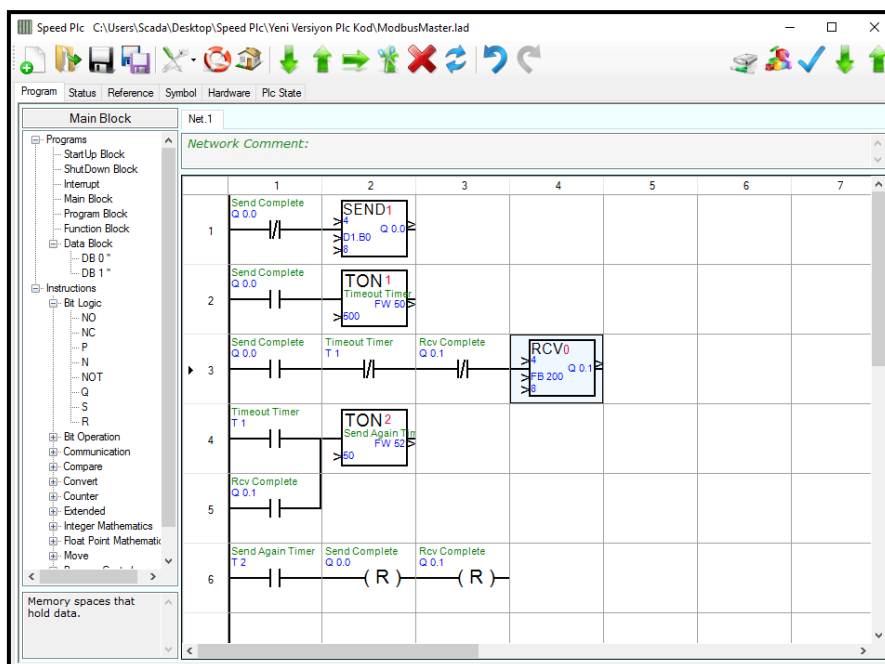 Speed Plc C:\Users\Scada\Desktop\Speed Plc\Yeni Versiyon Plc Kod\ModbusMaster.lad
Program Status Reference Symbol Hardware Plc State
Main Block
Programs
StartUp Block
ShutDown Block
Interrupt
Main Block
Program Block
Function Block
Data Block
DB 0 "
DB 1 "
Instructions
Bit Logic
NO
NC
P
N
NOT
Q
S
R
Bit Operation
Communication
Compare
Convert
Counter
Extended
Integer Mathematics
Float Point Mathematic
Move
Memory spaces that
hold data.
Net.1
Network Comment:
1 2 3 4 5 6 7
1
Send Complete
Q 0.0
SEND1
4
Q 0.0
D1.B0
8
2
Send Complete
Q 0.0
TON1
Timeout Timer
FW 50
500
3
Send Complete
Q 0.0
Timeout Timer
T 1
Rcv Complete
Q 0.1
RCV0
4
Q 0.1
FB 200
8
4
Timeout Timer
T 1
TON2
Send Again Tim
FW 52
50
5
Rcv Complete
Q 0.1
6
Send Again Timer
T 2
Send Complete
Q 0.0
( R )
Rcv Complete
Q 0.1
( R )